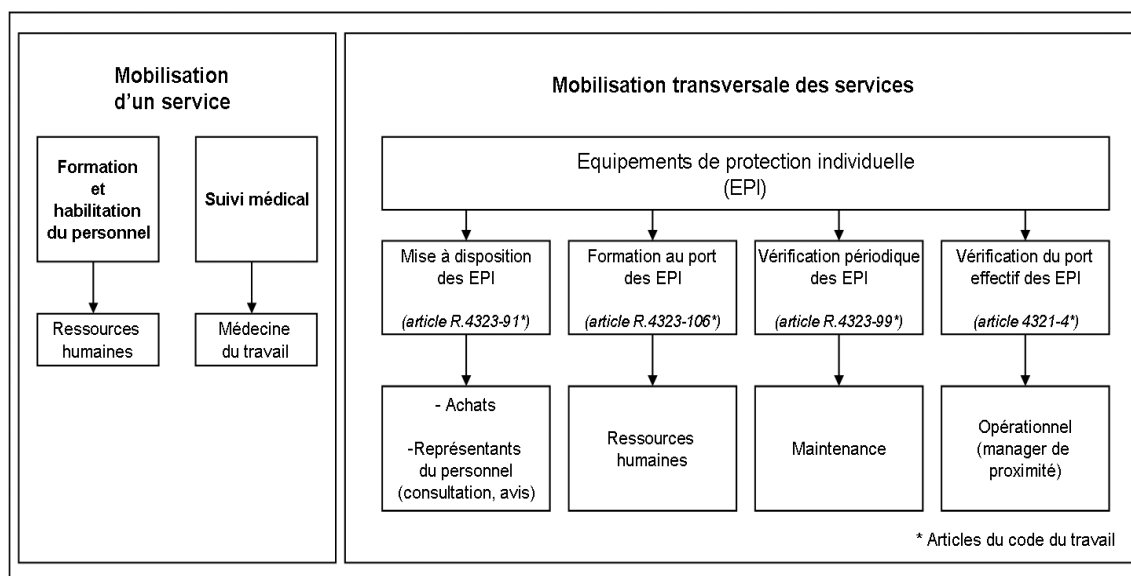 Mobilisation
d'un service
Formation
et
habilitation
du personnel
Suivi médical
Ressources
humaines
Médecine
du travail
Mobilisation transversale des services
Equipements de protection individuelle
(EPI)
Mise à disposition
des EPI
(article R.4323-91*)
Formation au port
des EPI
(article R.4323-106*)
Vérification périodique
des EPI
(article R.4323-99*)
Vérification du port
effectif des EPI
(article 4321-4*)
- Achats
-Représentants
du personnel
(consultation, avis)
Ressources
humaines
Maintenance
Opérationnel
(manager de
proximité)
* Articles du code du travail